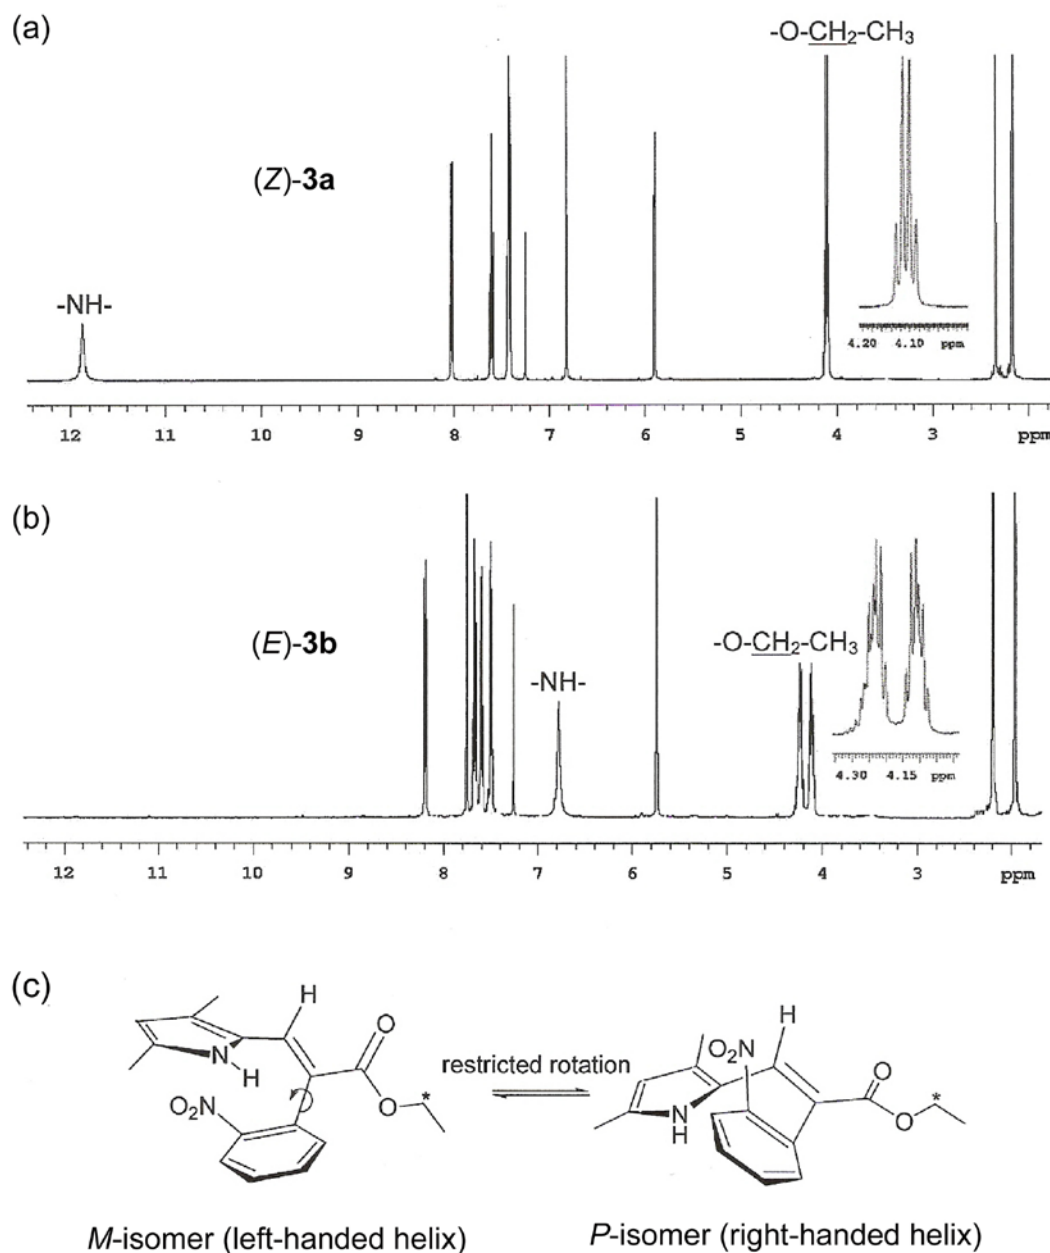 (a)
-O-CH₂-CH₃
(Z)-3a
-NH-
4.20 4.10 ppm
12 11 10 9 8 7 6 5 4 3 ppm
(b)
(E)-3b
-O-CH₂-CH₃
-NH-
4.30 4.15 ppm
12 11 10 9 8 7 6 5 4 3 ppm
(c)
H
N
H
O
O
*
O₂N
restricted rotation
H
O₂N
O
O
*
N
H
M-isomer (left-handed helix)
P-isomer (right-handed helix)